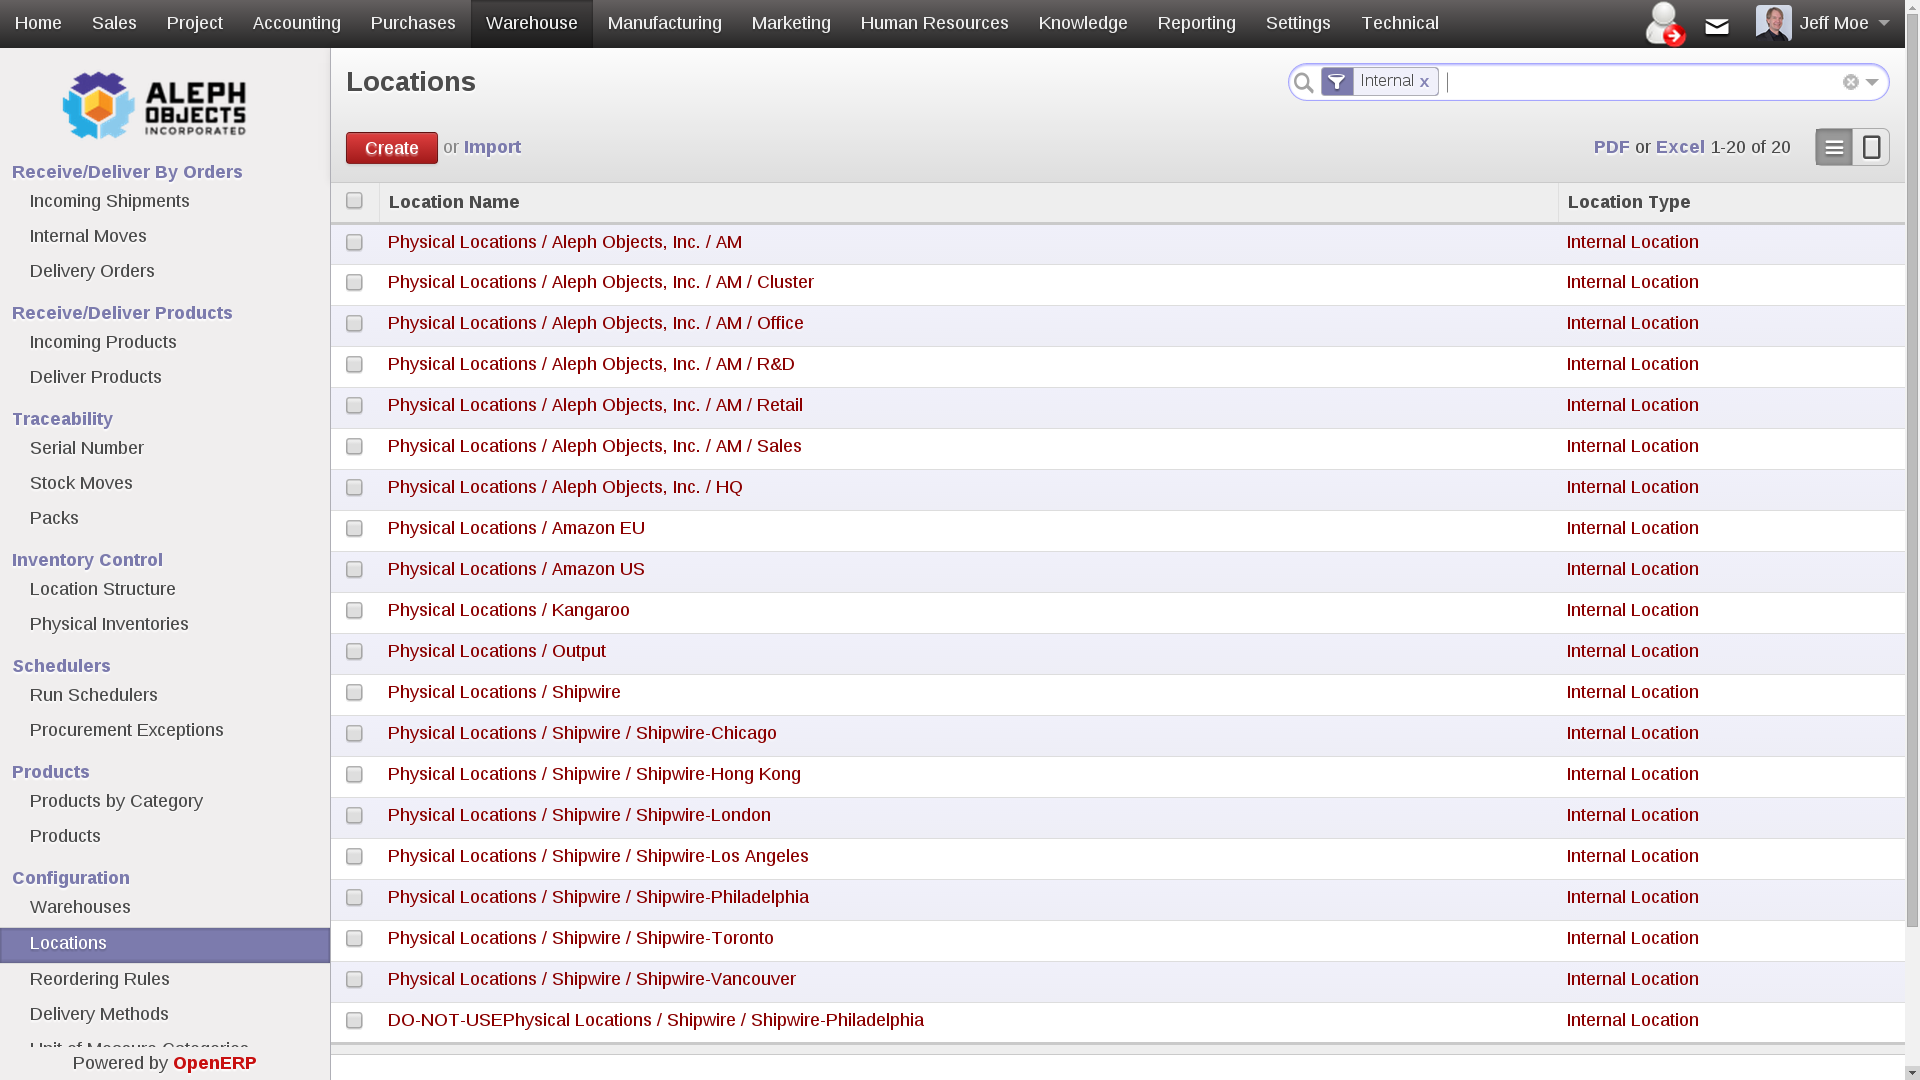 Home Sales Project Accounting Purchases Warehouse Manufacturing Marketing Human Resources Knowledge Reporting Settings Technical Jeff Moe
ALEPH
OBJECTS
INCORPORATED
Receive/Deliver By Orders
Incoming Shipments
Internal Moves
Delivery Orders
Receive/Deliver Products
Incoming Products
Deliver Products
Traceability
Serial Number
Stock Moves
Packs
Inventory Control
Location Structure
Physical Inventories
Schedulers
Run Schedulers
Procurement Exceptions
Products
Products by Category
Products
Configuration
Warehouses
Locations
Reordering Rules
Delivery Methods
Unit of Measure Categories
Powered by OpenERP
Locations
Internal x
Create or Import
PDF or Excel 1-20 of 20
Location Name Location Type
Physical Locations / Aleph Objects, Inc. / AM Internal Location
Physical Locations / Aleph Objects, Inc. / AM / Cluster Internal Location
Physical Locations / Aleph Objects, Inc. / AM / Office Internal Location
Physical Locations / Aleph Objects, Inc. / AM / R&D Internal Location
Physical Locations / Aleph Objects, Inc. / AM / Retail Internal Location
Physical Locations / Aleph Objects, Inc. / AM / Sales Internal Location
Physical Locations / Aleph Objects, Inc. / HQ Internal Location
Physical Locations / Amazon EU Internal Location
Physical Locations / Amazon US Internal Location
Physical Locations / Kangaroo Internal Location
Physical Locations / Output Internal Location
Physical Locations / Shipwire Internal Location
Physical Locations / Shipwire / Shipwire-Chicago Internal Location
Physical Locations / Shipwire / Shipwire-Hong Kong Internal Location
Physical Locations / Shipwire / Shipwire-London Internal Location
Physical Locations / Shipwire / Shipwire-Los Angeles Internal Location
Physical Locations / Shipwire / Shipwire-Philadelphia Internal Location
Physical Locations / Shipwire / Shipwire-Toronto Internal Location
Physical Locations / Shipwire / Shipwire-Vancouver Internal Location
DO-NOT-USEPhysical Locations / Shipwire / Shipwire-Philadelphia Internal Location